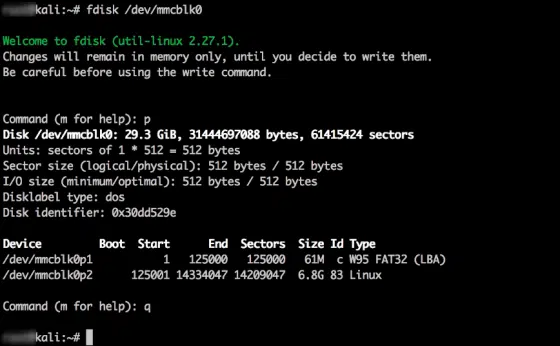 kali:~# fdisk /dev/mmcblk0
Welcome to fdisk (util-linux 2.27.1).
Changes will remain in memory only, until you decide to write them.
Be careful before using the write command.
Command (m for help): p
Disk /dev/mmcblk0: 29.3 GiB, 31444697088 bytes, 61415424 sectors
Units: sectors of 1 * 512 = 512 bytes
Sector size (logical/physical): 512 bytes / 512 bytes
I/O size (minimum/optimal): 512 bytes / 512 bytes
Disklabel type: dos
Disk identifier: 0x30dd529e
Device Boot Start End Sectors Size Id Type
/dev/mmcblk0p1 1 125000 125000 61M c W95 FAT32 (LBA)
/dev/mmcblk0p2 125001 14334047 14209047 6.8G 83 Linux
Command (m for help): q
kali:~#